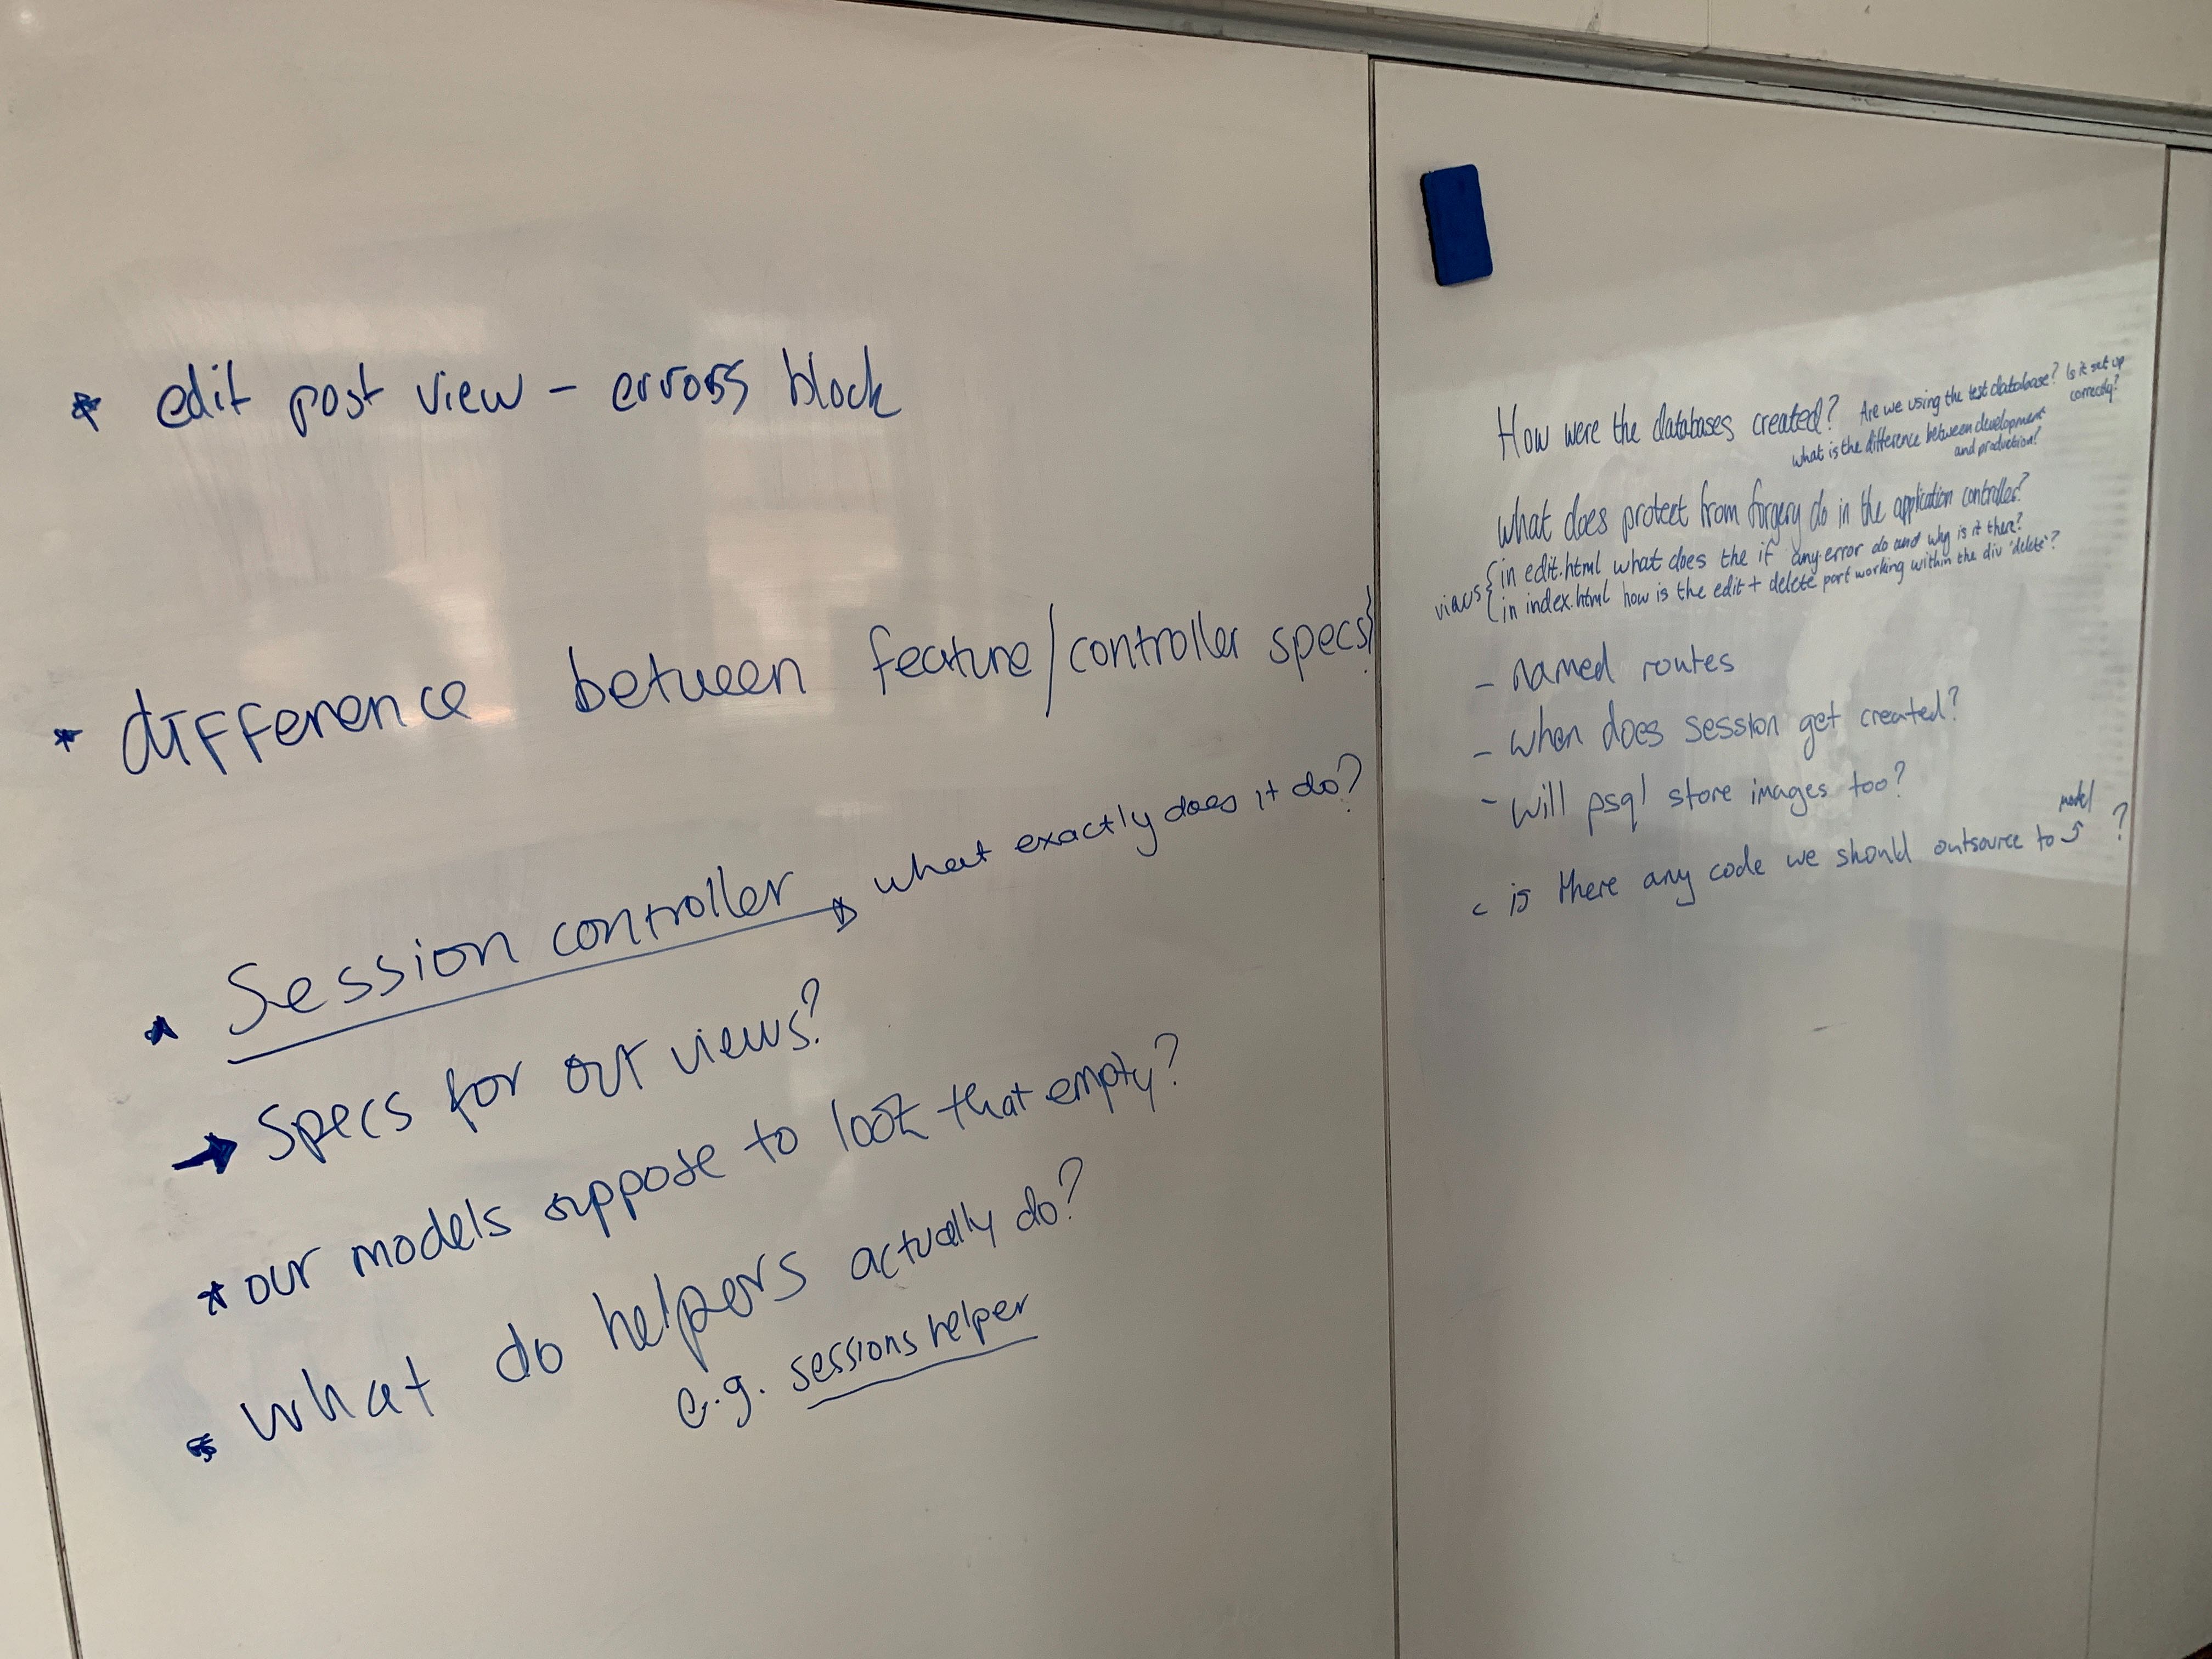 * edit post view - errors block
* difference between feature/controller specs
* Session controller → what exactly does it do?
→ Specs for our views?
* our models suppose to look that empty?
* what do helpers actually do?
e.g. sessions helper
How were the databases created? Are we using the test database? Is it set up correctly?
What is the difference between development and production?
what does protect from forgery do in the application controller?
views { in edit.html what does the if any error do and why is it there?
in index.html how is the edit + delete part working within the div 'delete'?
- named routes
- when does session get created?
- will psql store images too?
- is there any code we should outsource to model ?